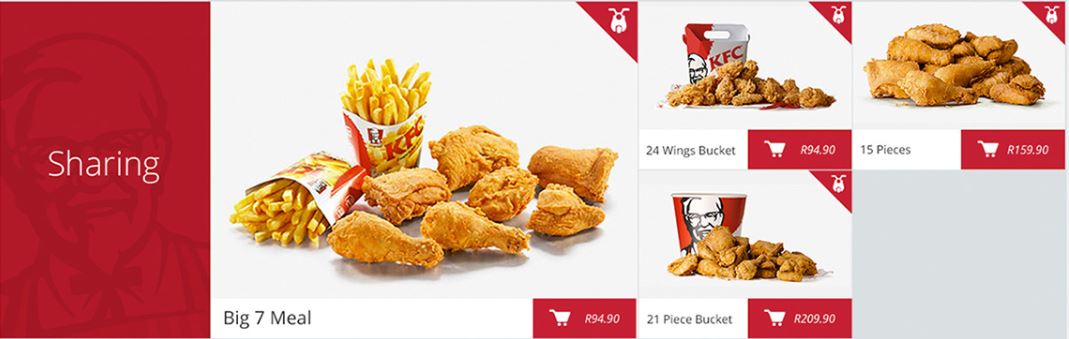 Sharing
KFC
Big 7 Meal
R94.90
KFC
24 Wings Bucket
R94.90
15 Pieces
R159.90
21 Piece Bucket
R209.90